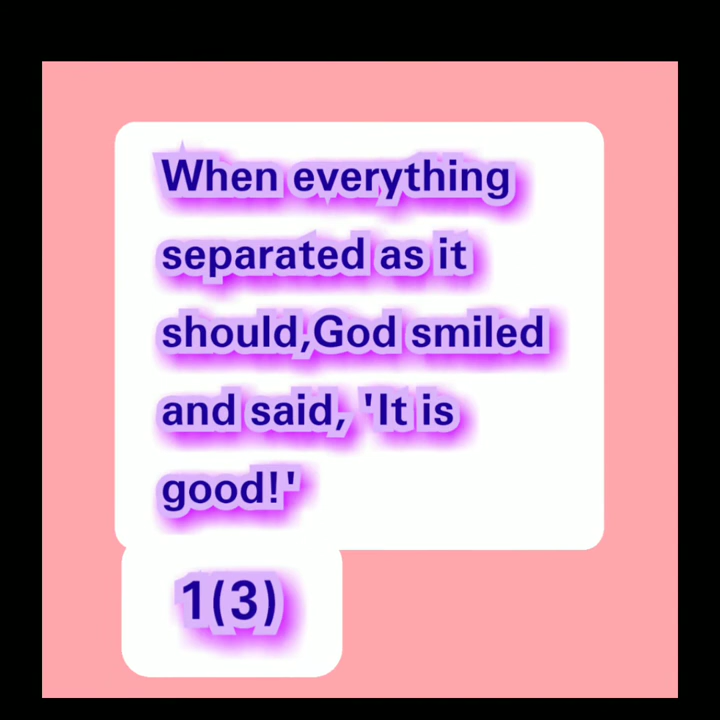 When everything
separated as it
should,God smiled
and said, 'It is
good!'
1(3)